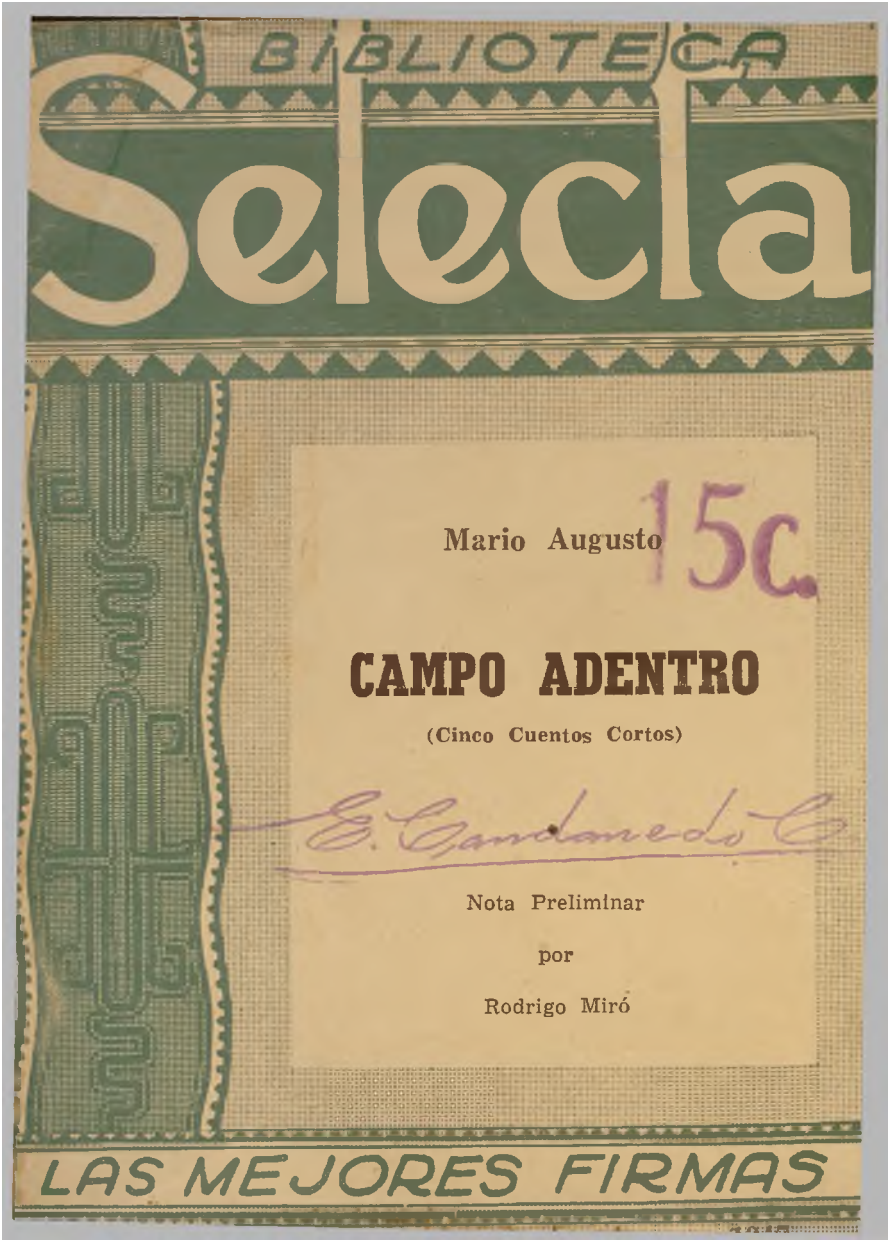 BIBLIOTECA
Selecta
Mario Augusto
15c.
CAMPO ADENTRO
(Cinco Cuentos Cortos)
E. Candanedo C
Nota Preliminar
por
Rodrigo Miró
LAS MEJORES FIRMAS